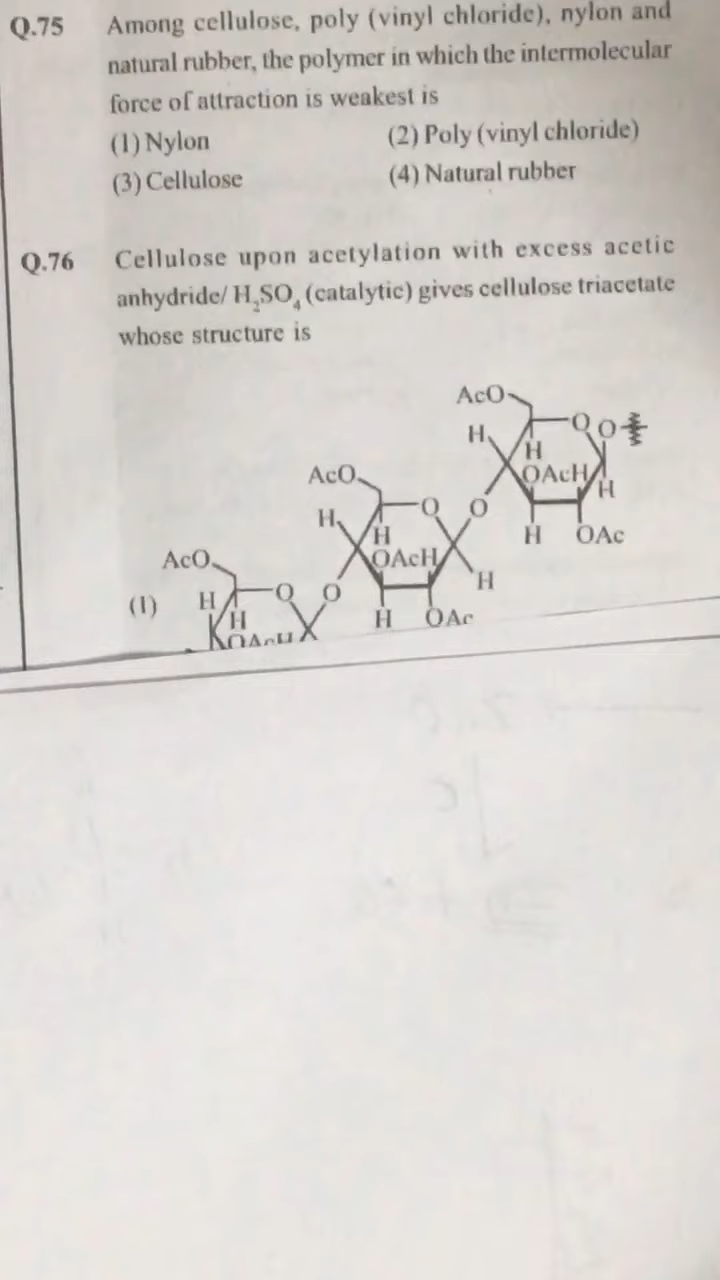 Q.75 Among cellulose, poly (vinyl chloride), nylon and
natural rubber, the polymer in which the intermolecular
force of attraction is weakest is
(1) Nylon (2) Poly (vinyl chloride)
(3) Cellulose (4) Natural rubber
Q.76 Cellulose upon acetylation with excess acetic
anhydride/ H₂SO₄ (catalytic) gives cellulose triacetate
whose structure is
AcO
O O
H
H
OAcH
H
H OAc
AcO
O O
H
H
OAcH
H
H OAc
AcO
O O
(1) H
H
OAcH